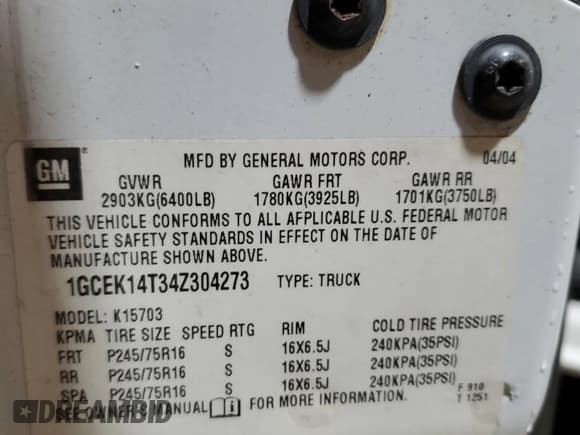 GM ® MFD BY GENERAL MOTORS CORP. 04/04
GVWR GAWR FRT GAWR RR
2903KG(6400LB) 1780KG(3925LB) 1701KG(3750LB)
THIS VEHICLE CONFORMS TO ALL APPLICABLE U.S. FEDERAL MOTOR
VEHICLE SAFETY STANDARDS IN EFFECT ON THE DATE OF
MANUFACTURE SHOWN ABOVE.
1GCEK14T34Z304273 TYPE: TRUCK
MODEL: K15703
KPMA TIRE SIZE SPEED RTG RIM COLD TIRE PRESSURE
FRT P245/75R16 S 16X6.5J 240KPA(35PSI)
RR P245/75R16 S 16X6.5J 240KPA(35PSI)
SPA P245/75R16 S 16X6.5J 240KPA(35PSI)
SEE OWNER'S MANUAL i FOR MORE INFORMATION. F 910
T 1251
DREAMBID